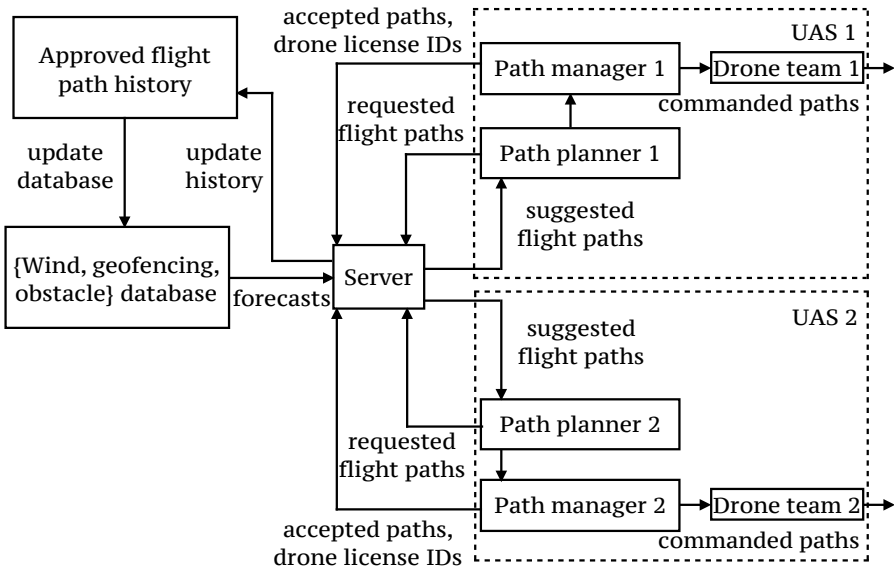 accepted paths,
drone license IDs
UAS 1
Approved flight
path history
Path manager 1
Drone team 1
commanded paths
requested
flight paths
update
database
update
history
Path planner 1
suggested
flight paths
{Wind, geofencing,
obstacle} database
forecasts
Server
UAS 2
suggested
flight paths
Path planner 2
requested
flight paths
Path manager 2
Drone team 2
commanded paths
accepted paths,
drone license IDs